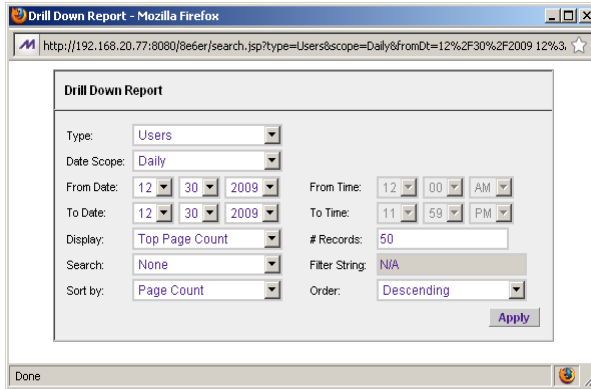 Drill Down Report - Mozilla Firefox
http://192.168.20.77:8080/8e6er/search.jsp?type=Users&scope=Daily&fromDt=12%2F30%2F2009 12%3.
Drill Down Report
Type: Users
Date Scope: Daily
From Date: 12 30 2009 From Time: 12 00 AM
To Date: 12 30 2009 To Time: 11 59 PM
Display: Top Page Count # Records: 50
Search: None Filter String: N/A
Sort by: Page Count Order: Descending
Apply
Done